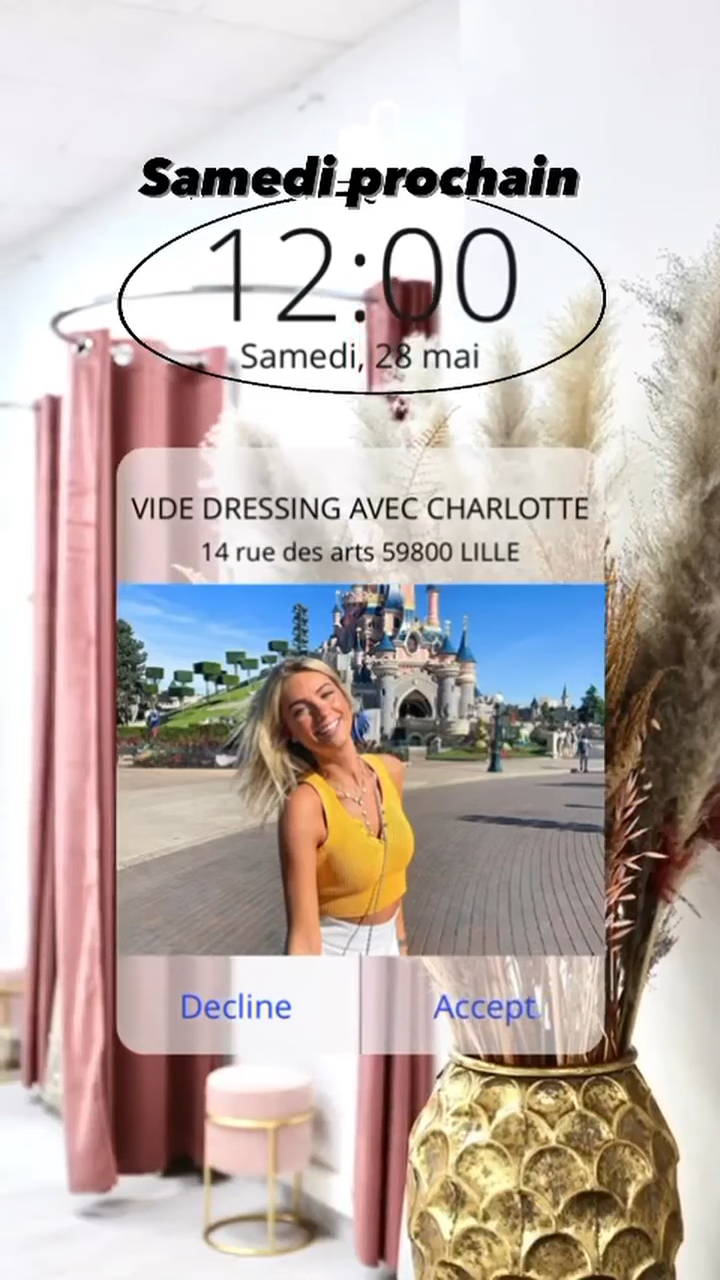 Samedi prochain
12:00
Samedi, 28 mai
VIDE DRESSING AVEC CHARLOTTE
14 rue des arts 59800 LILLE
Decline
Accept